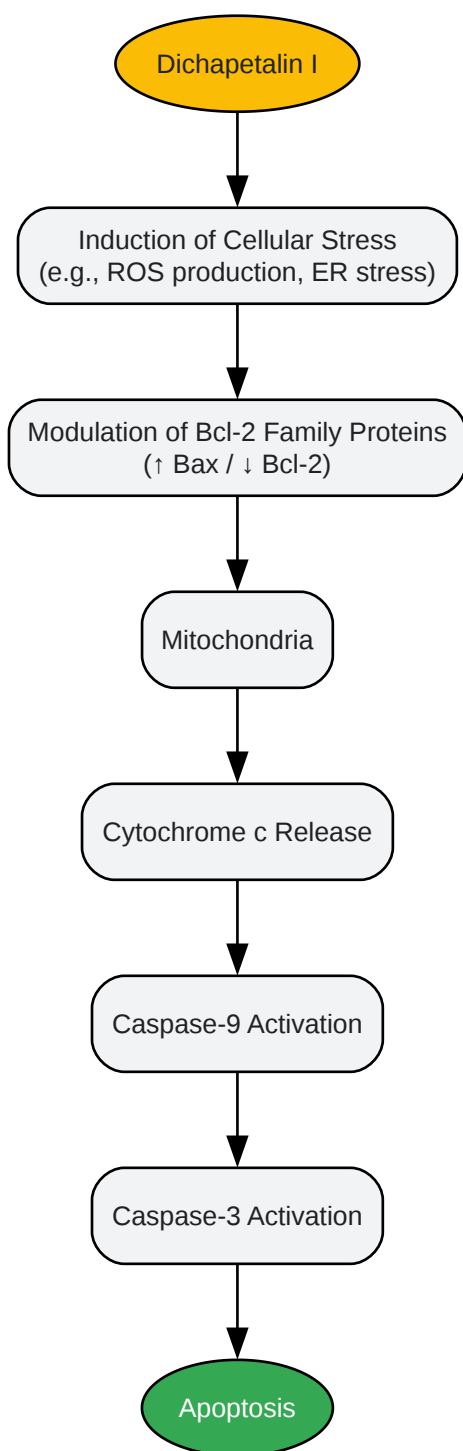 Dichapetalin I
Induction of Cellular Stress
(e.g., ROS production, ER stress)
Modulation of Bcl-2 Family Proteins
(↑ Bax / ↓ Bcl-2)
Mitochondria
Cytochrome c Release
Caspase-9 Activation
Caspase-3 Activation
Apoptosis